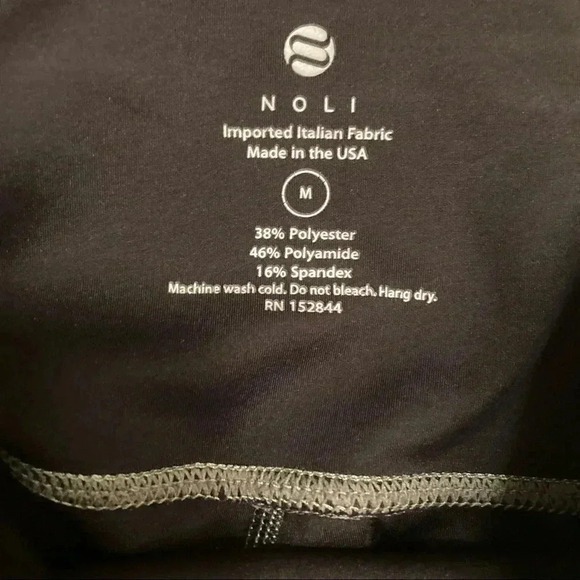 NOLI
Imported Italian Fabric
Made in the USA
M
38% Polyester
46% Polyamide
16% Spandex
Machine wash cold. Do not bleach. Hang dry.
RN 152844